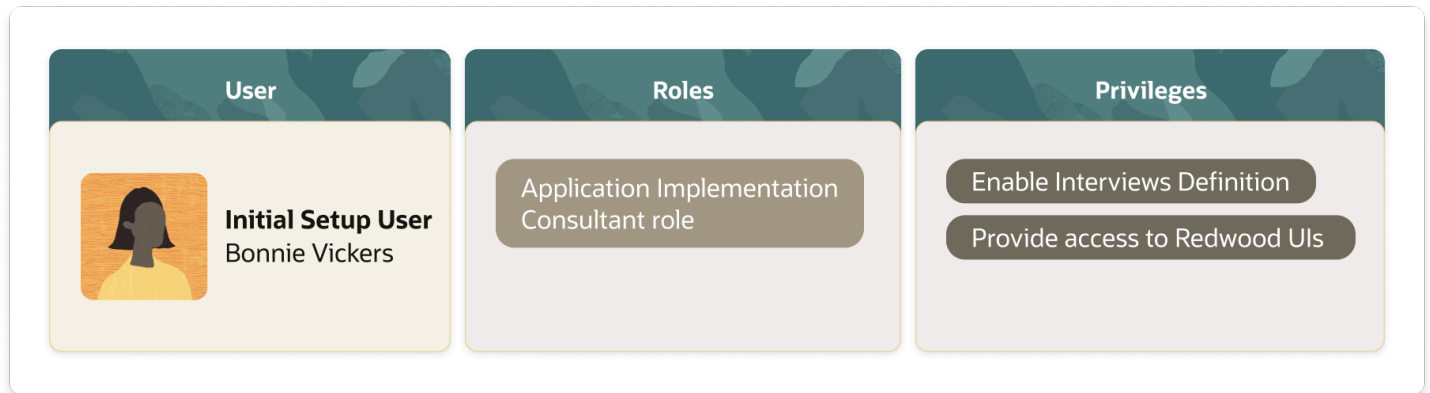 User
Initial Setup User
Bonnie Vickers
Roles
Application Implementation
Consultant role
Privileges
Enable Interviews Definition
Provide access to Redwood UIs